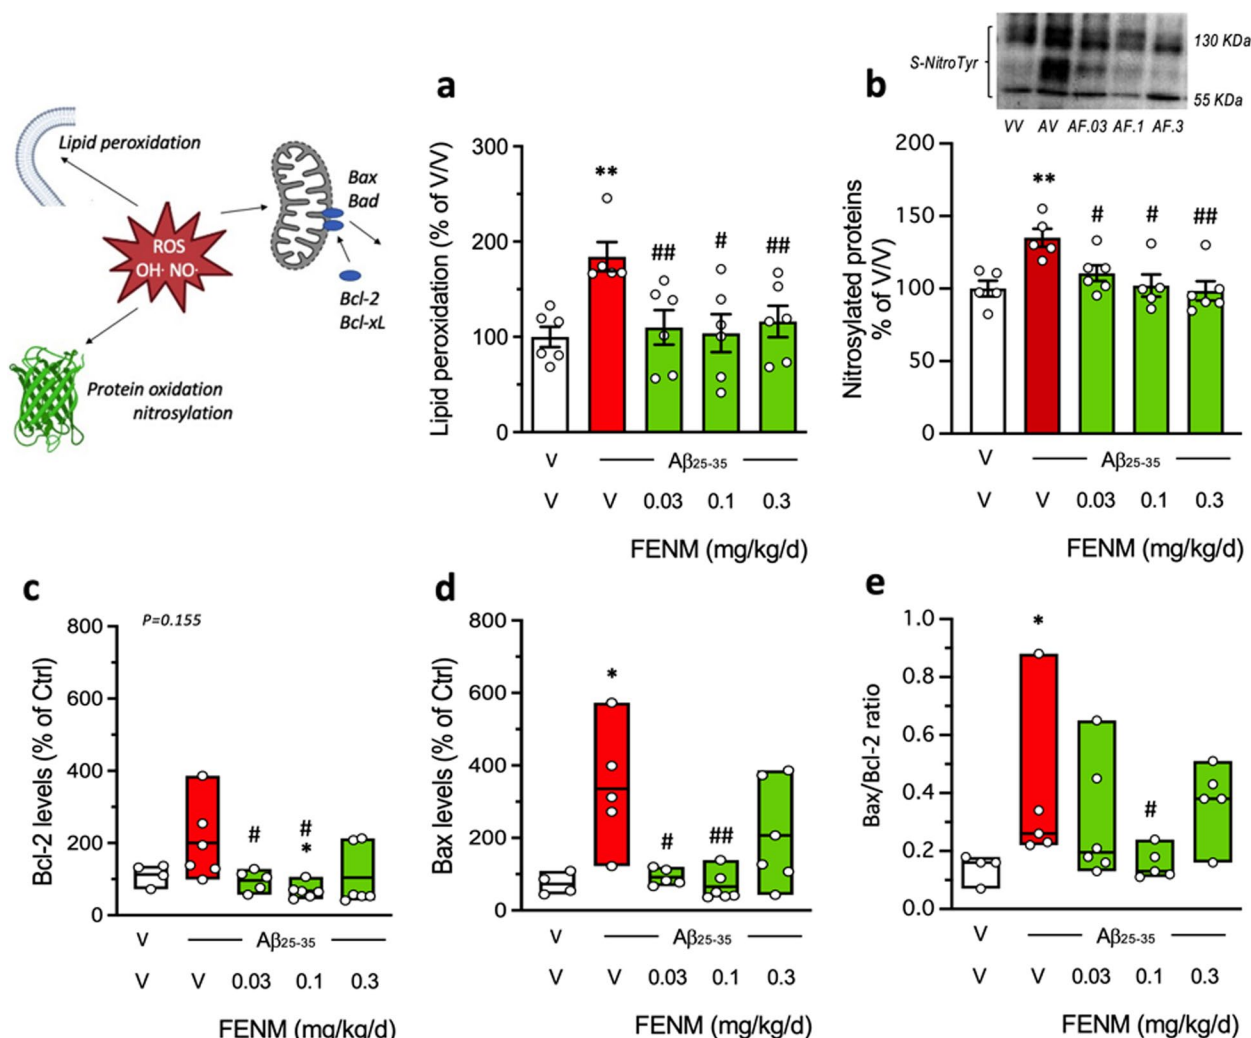 Lipid peroxidation
ROS
OH· NO·
Bax
Bad
Bcl-2
Bcl-xL
Protein oxidation
nitrosylation
a
Lipid peroxidation (% of V/V)
300
200
100
0
**
##
#
##
V — Aβ25-35 —
V V 0.03 0.1 0.3
FENM (mg/kg/d)
b
S-NitroTyr
130 KDa
55 KDa
VV AV AF.03 AF.1 AF.3
Nitrosylated proteins
% of V/V)
200
150
100
50
0
**
#
#
##
V — Aβ25-35 —
V V 0.03 0.1 0.3
FENM (mg/kg/d)
c
P=0.155
Bcl-2 levels (% of Ctrl)
800
600
400
200
0
#
#
*
V — Aβ25-35 —
V V 0.03 0.1 0.3
FENM (mg/kg/d)
d
Bax levels (% of Ctrl)
800
600
400
200
0
*
#
##
V — Aβ25-35 —
V V 0.03 0.1 0.3
FENM (mg/kg/d)
e
Bax/Bcl-2 ratio
1.0
0.8
0.6
0.4
0.2
0.0
*
#
V — Aβ25-35 —
V V 0.03 0.1 0.3
FENM (mg/kg/d)